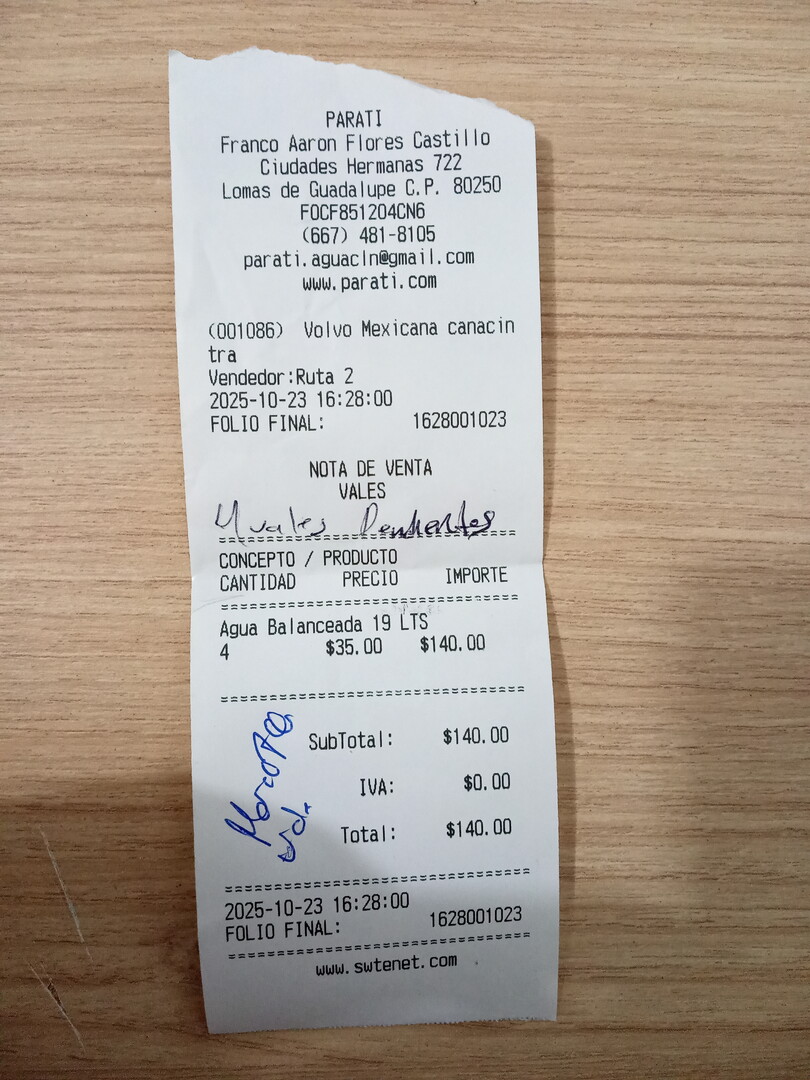 PARATI
Franco Aaron Flores Castillo
Ciudades Hermanas 722
Lomas de Guadalupe C.P. 80250
FOCF851204CN6
(667) 481-8105
parati.aguacln@gmail.com
www.parati.com
(001086) Volvo Mexicana canacin
tra
Vendedor:Ruta 2
2025-10-23 16:28:00
FOLIO FINAL: 1628001023
NOTA DE VENTA
VALES
4 vales Pendientes
CONCEPTO / PRODUCTO
CANTIDAD PRECIO IMPORTE
Agua Balanceada 19 LTS
4 $35.00 $140.00
SubTotal: $140.00
IVA: $0.00
Total: $140.00
2025-10-23 16:28:00
FOLIO FINAL: 1628001023
www.swtenet.com